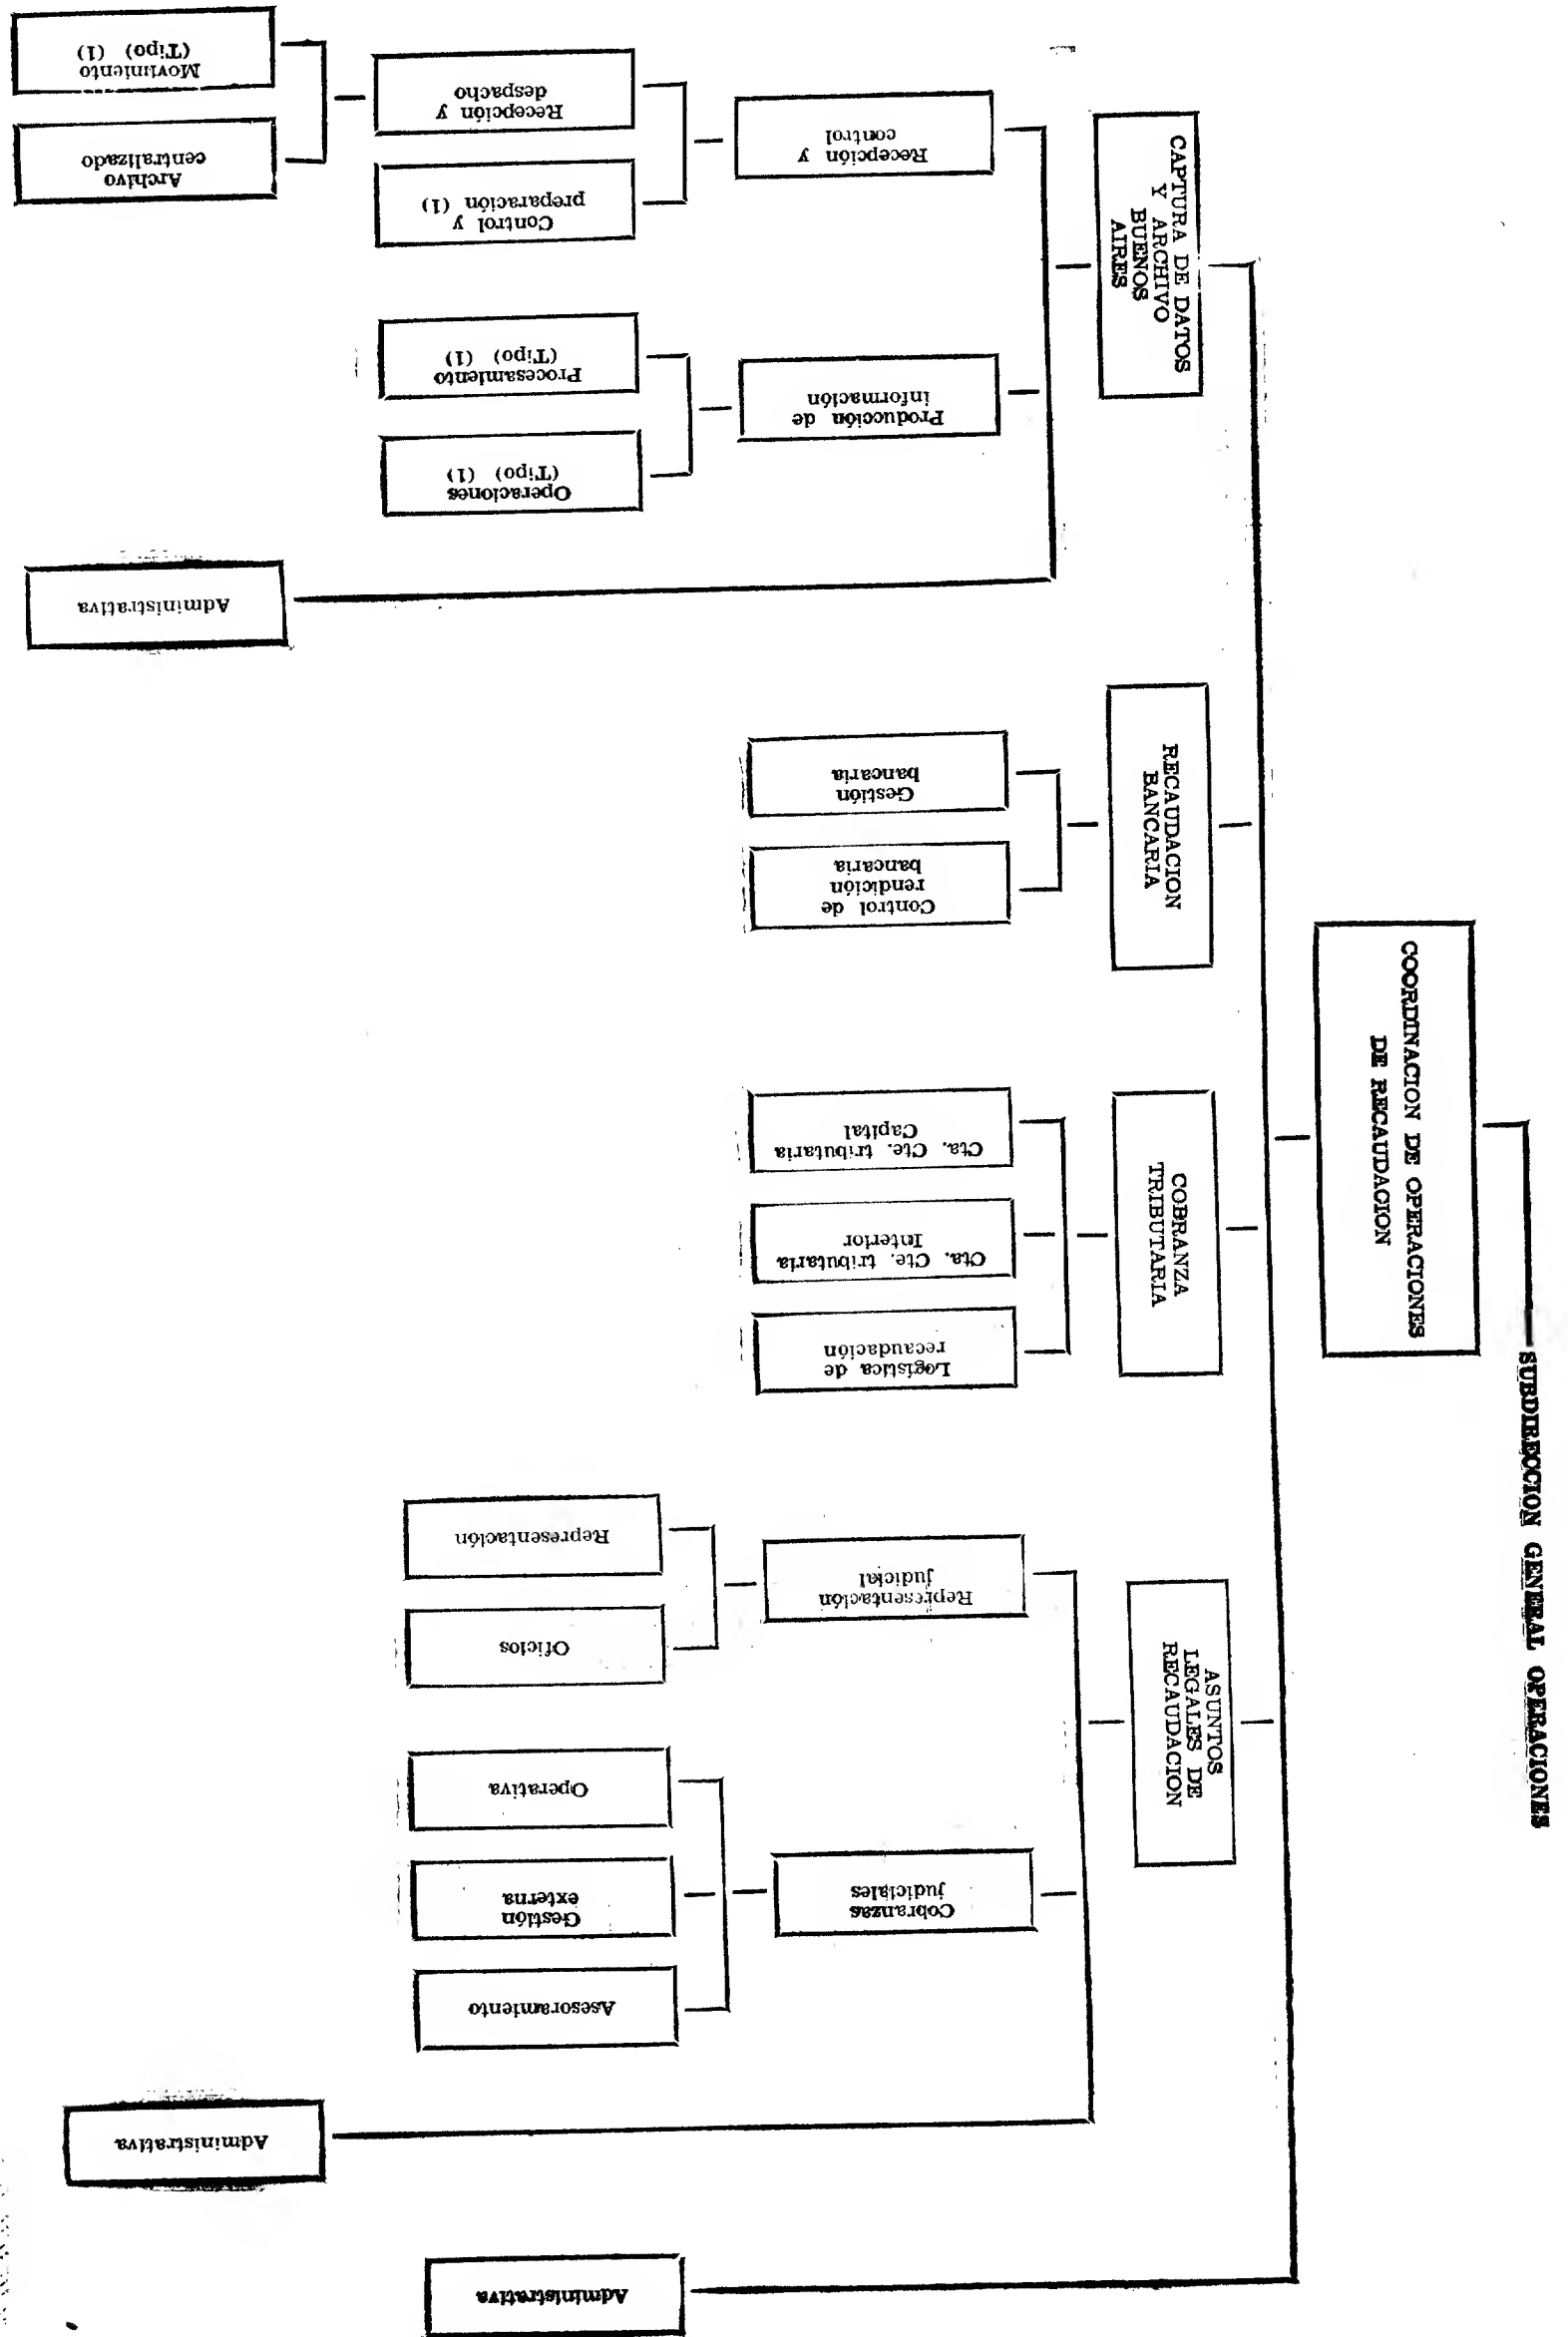 SUBDIRECCION GENERAL OPERACIONES
COORDINACION DE OPERACIONES
DE RECAUDACION
CAPTURA DE DATOS
Y ARCHIVO
BUENOS
AIRES
Recepción y
control
Recepción y
despacho
Movimiento
(Tipo) (1)
Archivo
centralizado
Control y
preparación (1)
Producción de
información
Procesamiento
(Tipo) (1)
Operaciones
(Tipo) (1)
Administrativa
RECAUDACION
BANCARIA
Gestión
bancaria
Control de
rendición
bancaria
COBRANZA
TRIBUTARIA
Cta. Cte. tributaria
Capital
Cta. Cte. tributaria
Interior
Logística de
recaudación
ASUNTOS
LEGALES DE
RECAUDACION
Representación
judicial
Representación
Oficios
Cobranzas
judiciales
Operativa
Gestión
externa
Asesoramiento
Administrativa
Administrativa